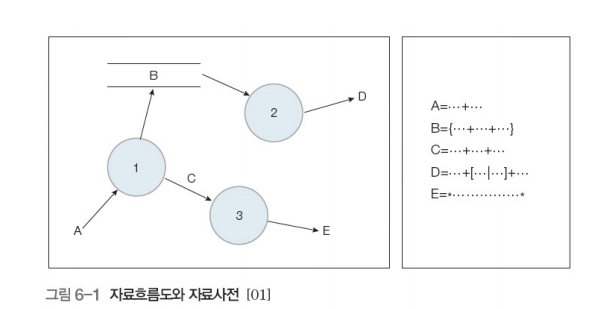 B
D
2
1
C
3
A
E
A=…+…
B={…+…+…}
C=…+…+…
D=…+[…|…]+…
E=*……………*
그림 6-1 자료흐름도와 자료사전 [01]